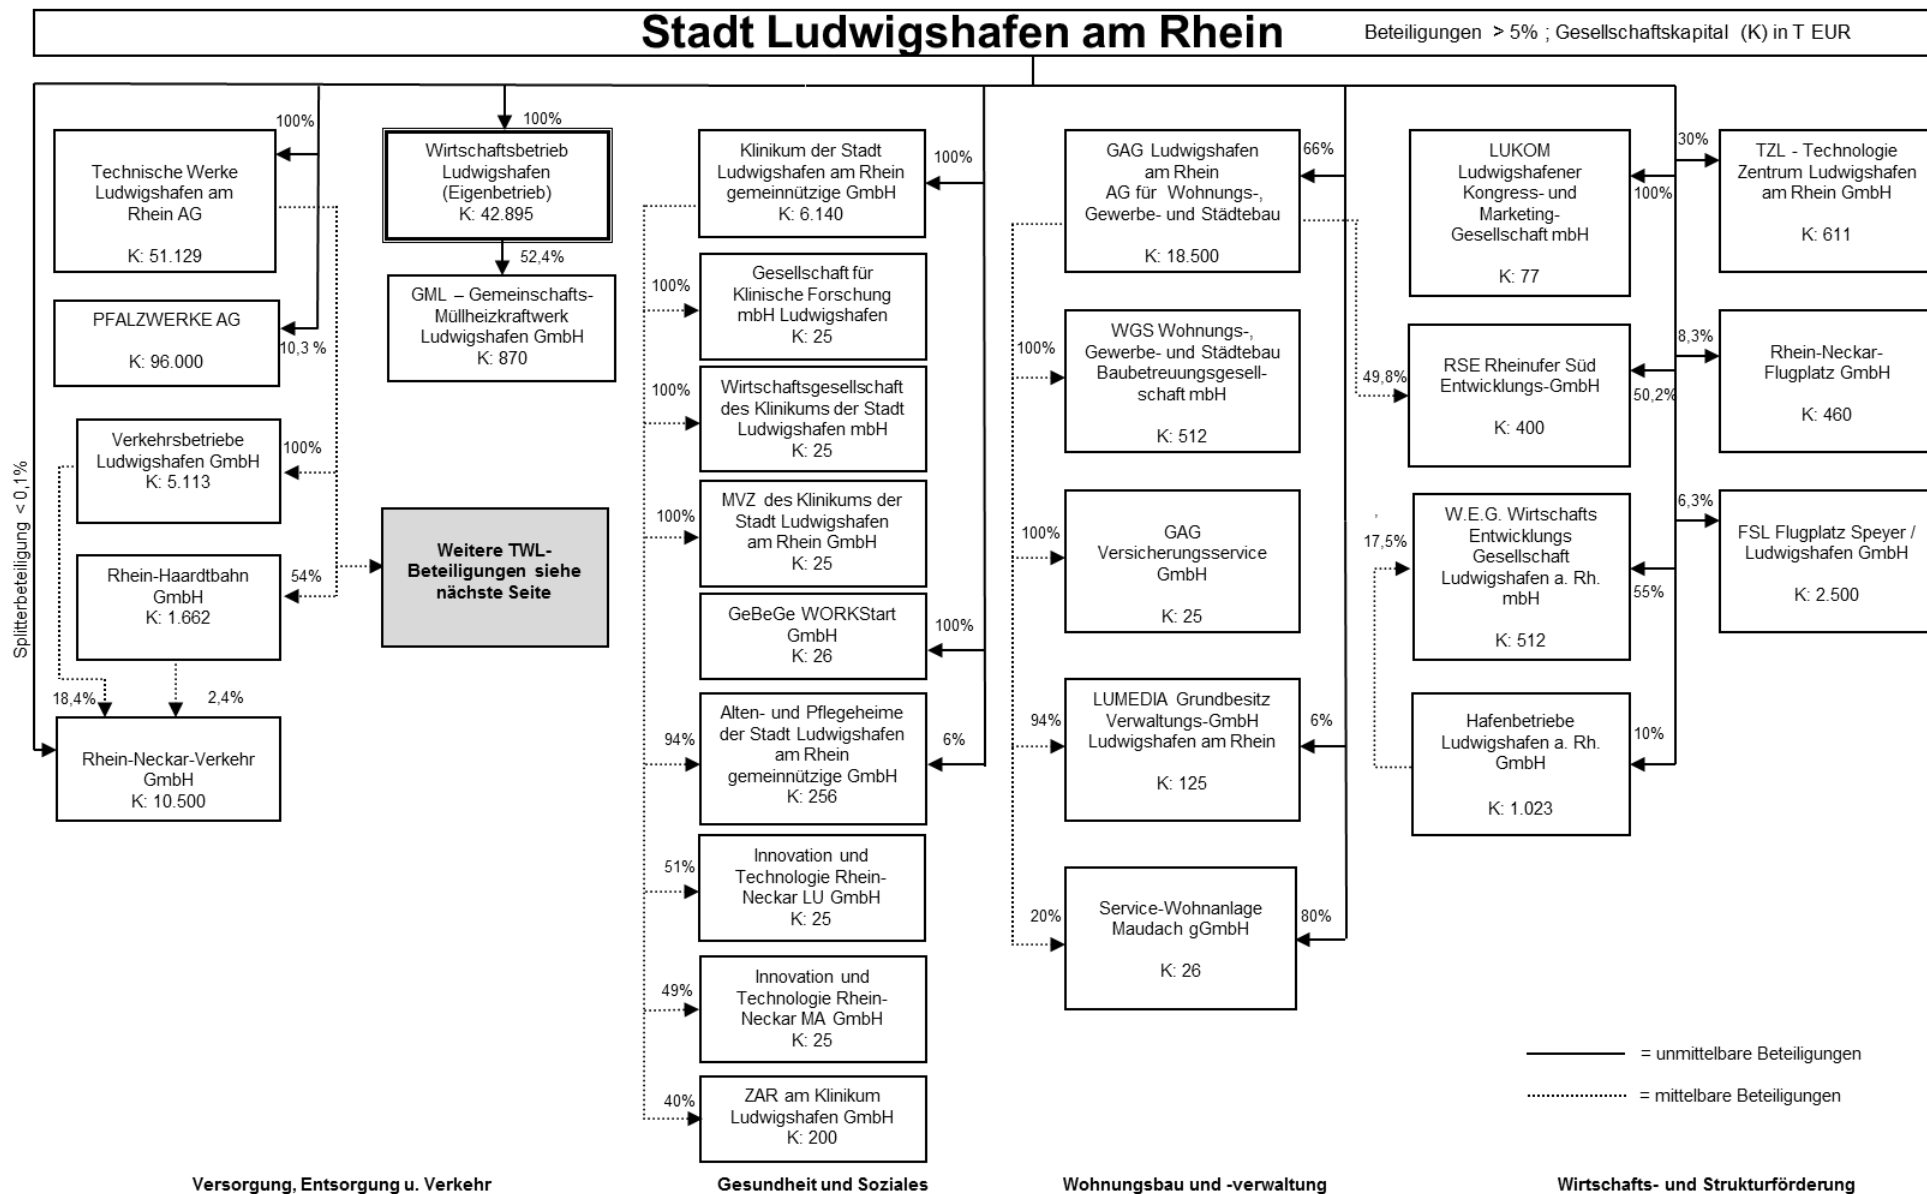 Stadt Ludwigshafen am Rhein
Beteiligungen > 5% ; Gesellschaftskapital (K) in T EUR
Splitterbeteiligung < 0,1%
100%
Technische Werke
Ludwigshafen am
Rhein AG
K: 51.129
PFALZWERKE AG
K: 96.000
10,3 %
Verkehrsbetriebe
Ludwigshafen GmbH
K: 5.113
100%
Rhein-Haardtbahn
GmbH
K: 1.662
54%
18,4%
2,4%
Rhein-Neckar-Verkehr
GmbH
K: 10.500
100%
Wirtschaftsbetrieb
Ludwigshafen
(Eigenbetrieb)
K: 42.895
52,4%
GML – Gemeinschafts-
Müllheizkraftwerk
Ludwigshafen GmbH
K: 870
Weitere TWL-
Beteiligungen siehe
nächste Seite
Klinikum der Stadt
Ludwigshafen am Rhein
gemeinnützige GmbH
K: 6.140
100%
100%
Gesellschaft für
Klinische Forschung
mbH Ludwigshafen
K: 25
100%
Wirtschaftsgesellschaft
des Klinikums der Stadt
Ludwigshafen mbH
K: 25
100%
MVZ des Klinikums der
Stadt Ludwigshafen
am Rhein GmbH
K: 25
GeBeGe WORKStart
GmbH
K: 26
100%
94%
Alten- und Pflegeheime
der Stadt Ludwigshafen
am Rhein
gemeinnützige GmbH
K: 256
6%
51%
Innovation und
Technologie Rhein-
Neckar LU GmbH
K: 25
49%
Innovation und
Technologie Rhein-
Neckar MA GmbH
K: 25
40%
ZAR am Klinikum
Ludwigshafen GmbH
K: 200
GAG Ludwigshafen
am Rhein
AG für Wohnungs-,
Gewerbe- und Städtebau
K: 18.500
66%
100%
WGS Wohnungs-,
Gewerbe- und Städtebau
Baubetreuungsgesell-
schaft mbH
K: 512
100%
GAG
Versicherungsservice
GmbH
K: 25
94%
LUMEDIA Grundbesitz
Verwaltungs-GmbH
Ludwigshafen am Rhein
K: 125
6%
20%
Service-Wohnanlage
Maudach gGmbH
K: 26
80%
LUKOM
Ludwigshafener
Kongress- und
Marketing-
Gesellschaft mbH
K: 77
100%
49,8%
RSE Rheinufer Süd
Entwicklungs-GmbH
K: 400
50,2%
17,5%
W.E.G. Wirtschafts
Entwicklungs
Gesellschaft
Ludwigshafen a. Rh.
mbH
K: 512
55%
Hafenbetriebe
Ludwigshafen a. Rh.
GmbH
K: 1.023
10%
30%
TZL - Technologie
Zentrum Ludwigshafen
am Rhein GmbH
K: 611
8,3%
Rhein-Neckar-
Flugplatz GmbH
K: 460
6,3%
FSL Flugplatz Speyer /
Ludwigshafen GmbH
K: 2.500
= unmittelbare Beteiligungen
= mittelbare Beteiligungen
Versorgung, Entsorgung u. Verkehr
Gesundheit und Soziales
Wohnungsbau und -verwaltung
Wirtschafts- und Strukturförderung